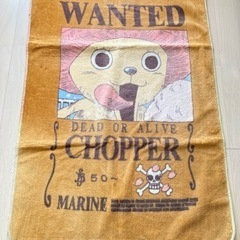 WANTED
DEAD OR ALIVE
CHOPPER
฿50~
MARINE